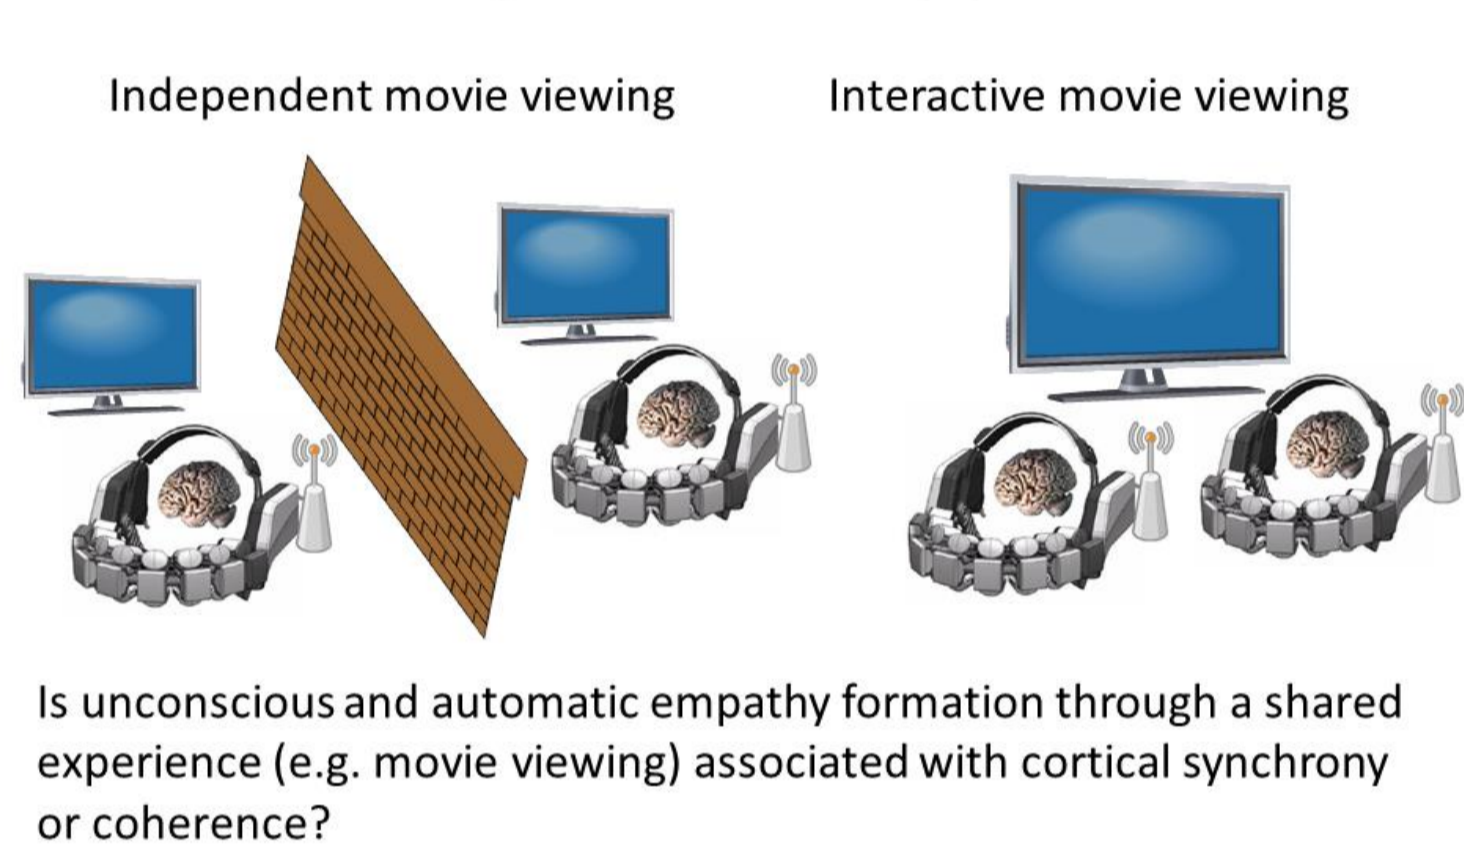 Independent movie viewing
Interactive movie viewing
Is unconscious and automatic empathy formation through a shared
experience (e.g. movie viewing) associated with cortical synchrony
or coherence?